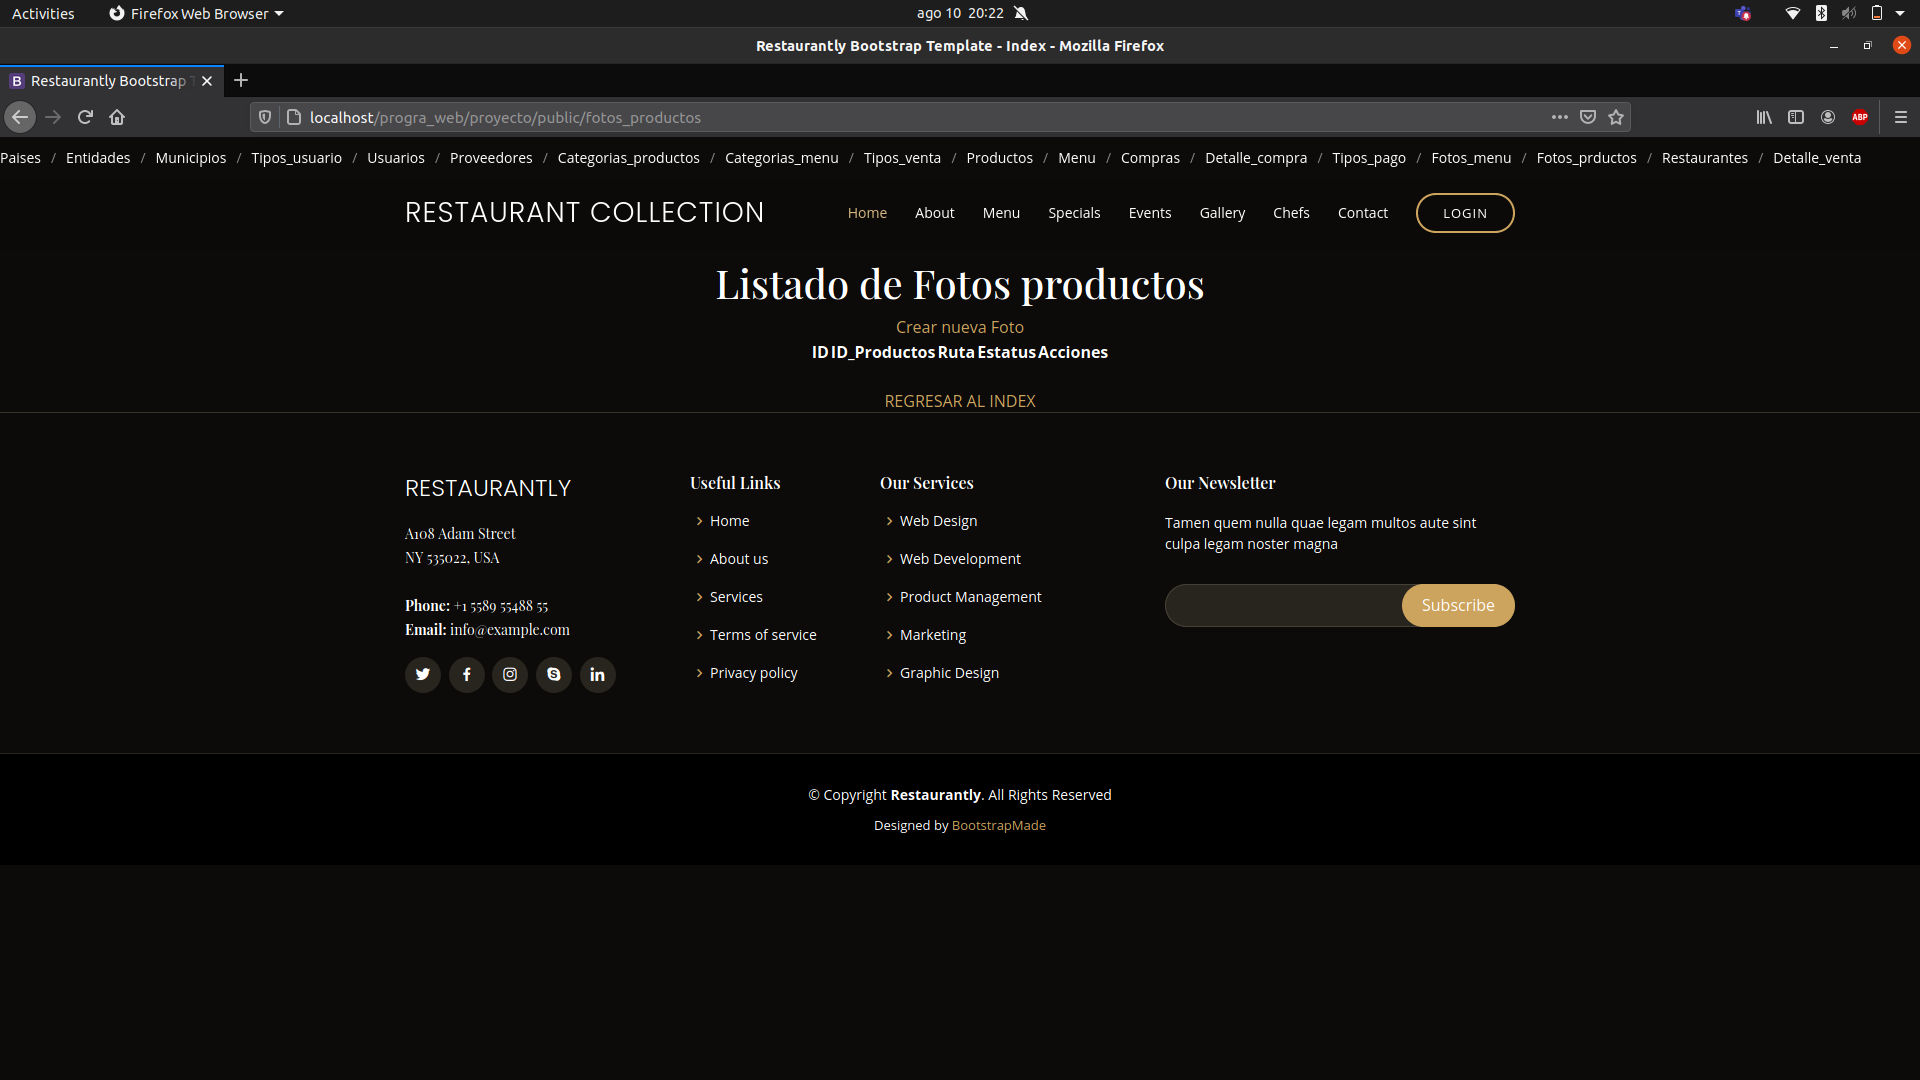 Activities Firefox Web Browser ago 10 20:22
Restaurantly Bootstrap Template - Index - Mozilla Firefox
B Restaurantly Bootstrap
localhost/progra_web/proyecto/public/fotos_productos ABP
Paises / Entidades / Municipios / Tipos_usuario / Usuarios / Proveedores / Categorias_productos / Categorias_menu / Tipos_venta / Productos / Menu / Compras / Detalle_compra / Tipos_pago / Fotos_menu / Fotos_prductos / Restaurantes / Detalle_venta
RESTAURANT COLLECTION Home About Menu Specials Events Gallery Chefs Contact LOGIN
Listado de Fotos productos
Crear nueva Foto
ID ID_Productos Ruta Estatus Acciones
REGRESAR AL INDEX
RESTAURANTLY
A108 Adam Street
NY 535022, USA
Phone: +1 5589 55488 55
Email: info@example.com
Useful Links
Home
About us
Services
Terms of service
Privacy policy
Our Services
Web Design
Web Development
Product Management
Marketing
Graphic Design
Our Newsletter
Tamen quem nulla quae legam multos aute sint
culpa legam noster magna
Subscribe
© Copyright Restaurantly. All Rights Reserved
Designed by BootstrapMade